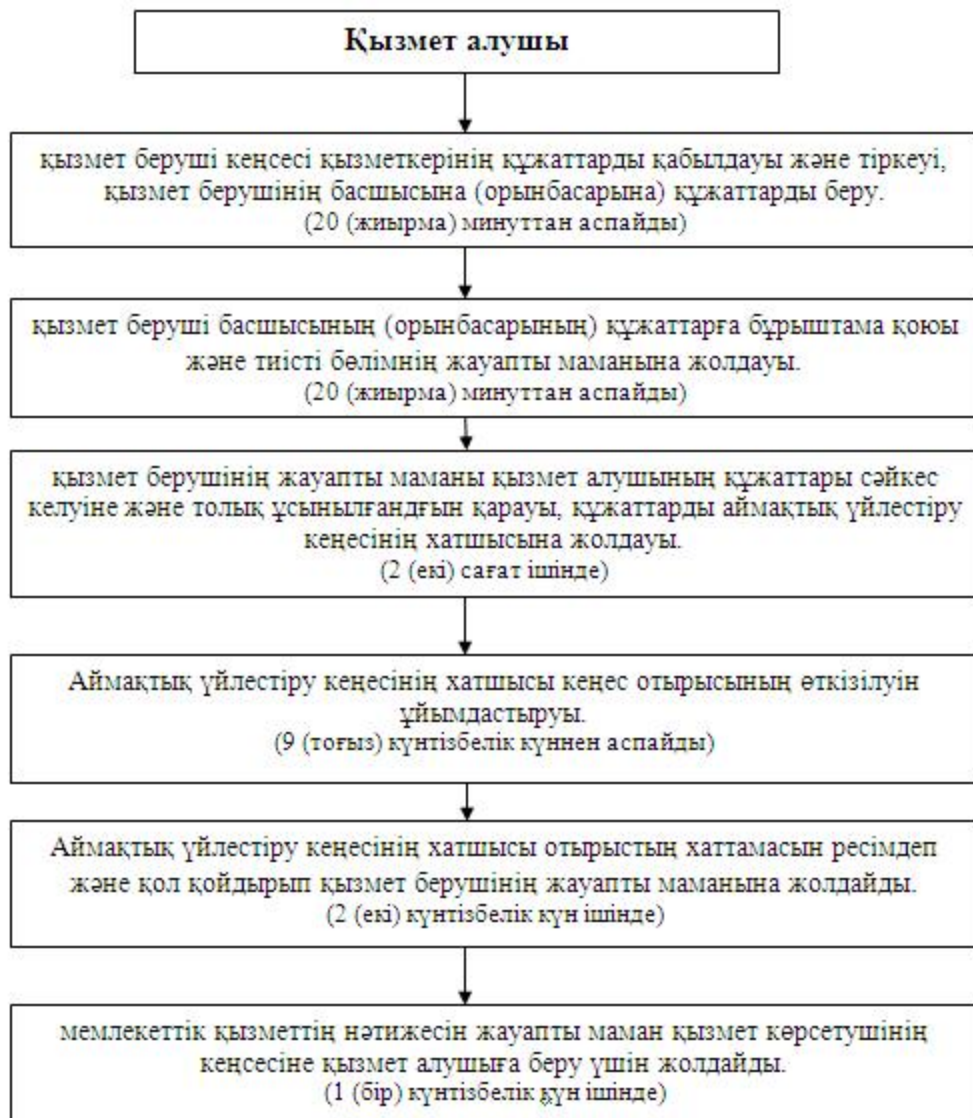 Қызмет алушы
қызмет беруші кеңсесі қызметкерінің құжаттарды қабылдауы және тіркеуі,
қызмет берушінің басшысына (орынбасарына) құжаттарды беру.
(20 (жиырма) минуттан аспайды)
қызмет беруші басшысының (орынбасарының) құжаттарға бұрыштама қоюы
және тиісті бөлімнің жауапты маманына жолдауы.
(20 (жиырма) минуттан аспайды)
қызмет берушінің жауапты маманы қызмет алушының құжаттары сәйкес
келуіне және толық ұсынылғандғын қарауы, құжаттарды аймақтық үйлестіру
кеңесінің хатшысына жолдауы.
(2 (екі) сағат ішінде)
Аймақтық үйлестіру кеңесінің хатшысы кеңес отырысының өткізілуін
ұйымдастыруы.
(9 (тоғыз) күнтізбелік күннен аспайды)
Аймақтық үйлестіру кеңесінің хатшысы отырыстың хаттамасын ресімдеп
және қол қойдырып қызмет берушінің жауапты маманына жолдайды.
(2 (екі) күнтізбелік күн ішінде)
мемлекеттік қызметтің нәтижесін жауапты маман қызмет көрсетушінің
кеңсесіне қызмет алушыға беру үшін жолдайды.
(1 (бір) күнтізбелік күн ішінде)